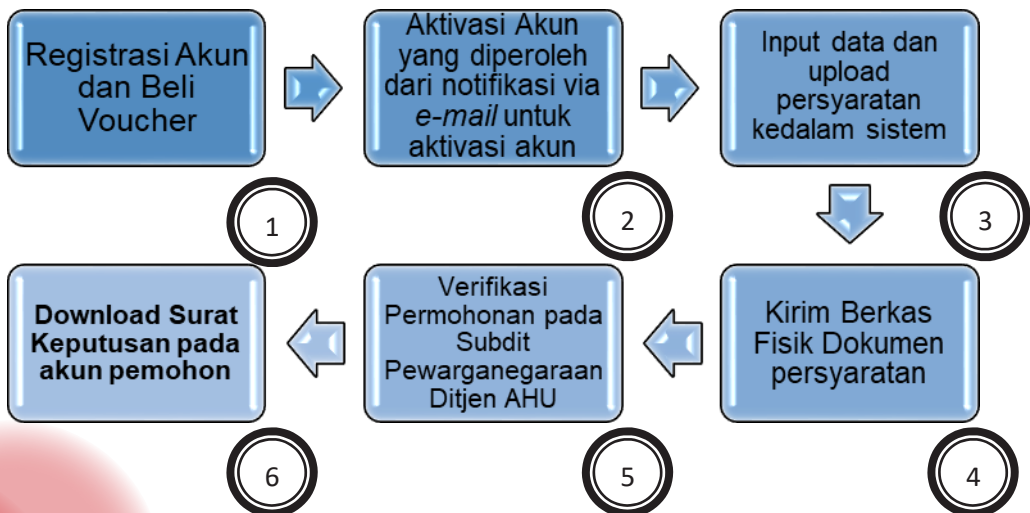 Registrasi Akun
dan Beli
Voucher
1
Aktivasi Akun
yang diperoleh
dari notifikasi via
e-mail untuk
aktivasi akun
2
Input data dan
upload
persyaratan
kedalam sistem
3
Kirim Berkas
Fisik Dokumen
persyaratan
4
Verifikasi
Permohonan pada
Subdit
Pewarganegaraan
Ditjen AHU
5
Download Surat
Keputusan pada
akun pemohon
6